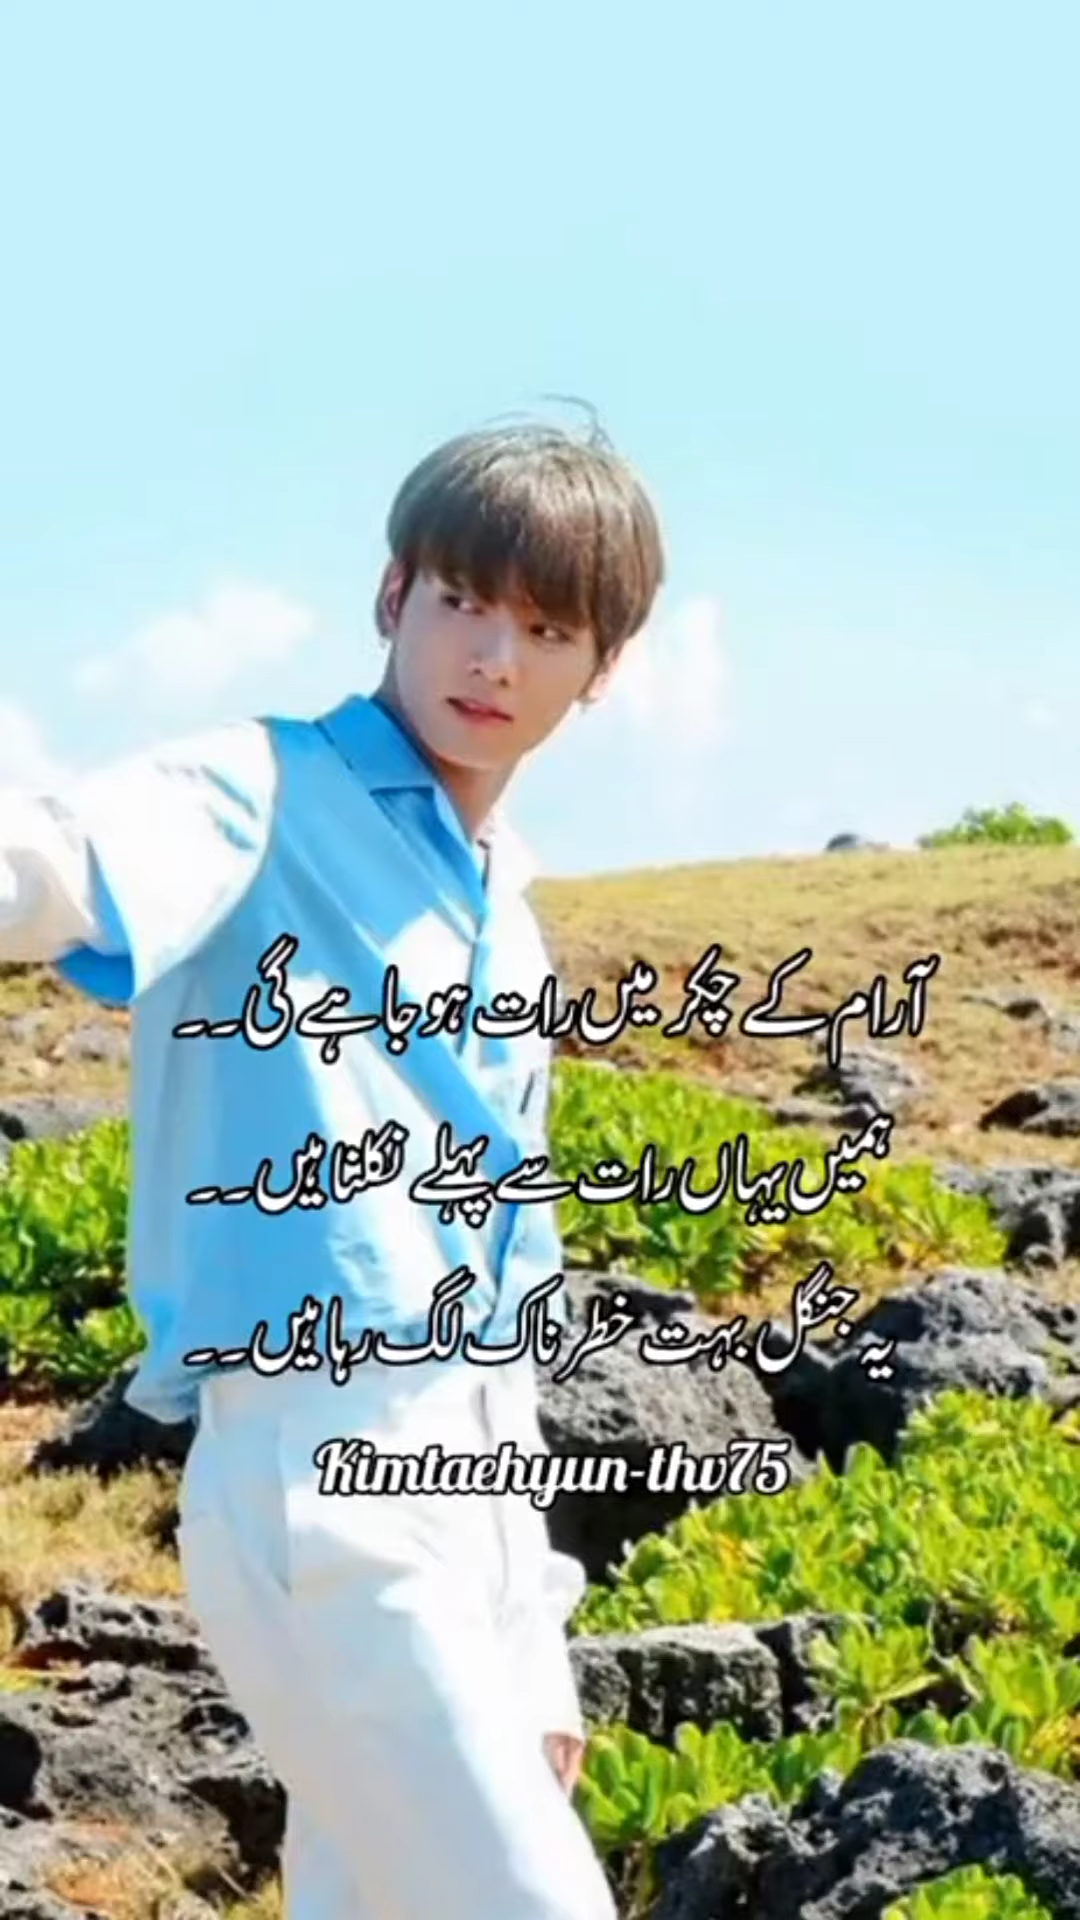 آرام کے چکر میں رات ہو جاہے گی۔۔
ہمیں یہاں رات سے پہلے نکلنا ہیں۔۔
یہ جنگل بہت خطرناک لگ رہا ہیں۔۔
Kimtaehyun-thv75